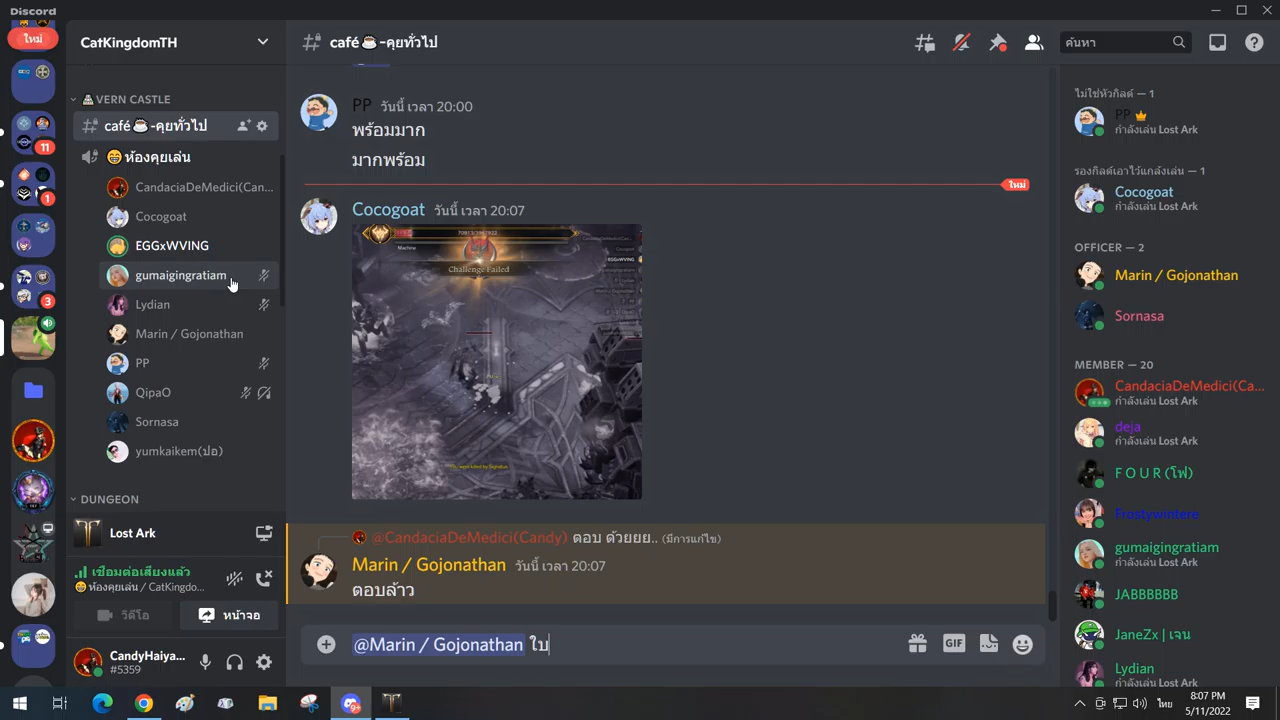 Discord
ใหม่
CatKingdomTH
café☕-คุยทั่วไป
ค้นหา
VERN CASTLE
café☕-คุยทั่วไป
😁ห้องคุยเล่น
CandaciaDeMedici(Can...
Cocogoat
EGGxWVING
gumaigingratiam
Lydian
Marin / Gojonathan
PP
QipaO
Sornasa
yumkaikem(ปอ)
DUNGEON
Lost Ark
เชื่อมต่อเสียงแล้ว
😁ห้องคุยเล่น / CatKingdo...
วิดีโอ
หน้าจอ
CandyHaiya...
#5359
11
1
3
PP วันนี้ เวลา 20:00
พร้อมมาก
มากพร้อม
ใหม่
Cocogoat วันนี้ เวลา 20:07
Machine
Challenge Failed
@CandaciaDeMedici(Candy) ตอบ ด้วยยย.. (มีการแก้ไข)
Marin / Gojonathan วันนี้ เวลา 20:07
ตอบล้าว
@Marin / Gojonathan ใบ
GIF
ไม่ใช่หัวกิลด์ — 1
PP
กำลังเล่น Lost Ark
รองกิลด์เอาไว้แกล้งเล่น — 1
Cocogoat
กำลังเล่น Lost Ark
OFFICER — 2
Marin / Gojonathan
Sornasa
MEMBER — 20
CandaciaDeMedici(Ca...
กำลังเล่น Lost Ark
deja
กำลังเล่น Lost Ark
F O U R (โฟ)
Frostywintere
gumaigingratiam
กำลังเล่น Lost Ark
JABBBBBB
JaneZx | เจน
Lydian
กำลังเล่น Lost Ark
9+
ไทย
8:07 PM
5/11/2022